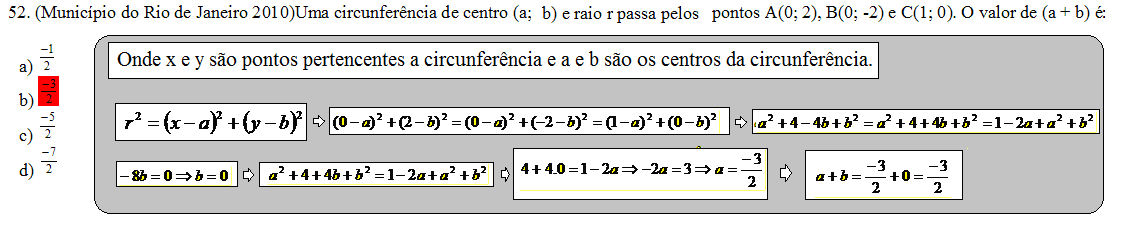 52. (Município do Rio de Janeiro 2010)Uma circunferência de centro (a; b) e raio r passa pelos pontos A(0; 2), B(0; -2) e C(1; 0). O valor de (a + b) é:
a) -1/2
b) -3/2
c) -5/2
d) -7/2
Onde x e y são pontos pertencentes a circunferência e a e b são os centros da circunferência.
r² = (x − a)² + (y − b)² ⇨ (0 − a)² + (2 − b)² = (0 − a)² + (−2 − b)² = (1 − a)² + (0 − b)² ⇨ a² + 4 − 4b + b² = a² + 4 + 4b + b² = 1 − 2a + a² + b²
−8b = 0 ⇒ b = 0 ⇨ a² + 4 + 4b + b² = 1 − 2a + a² + b² ⇨ 4 + 4.0 = 1 − 2a ⇒ −2a = 3 ⇒ a = −3/2 ⇨ a + b = −3/2 + 0 = −3/2